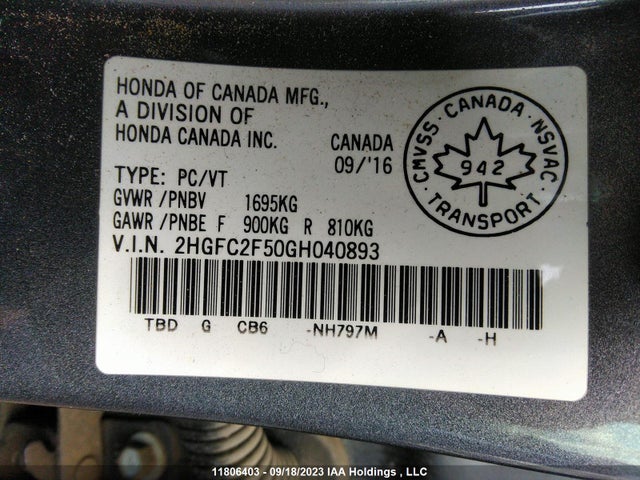 HONDA OF CANADA MFG.,
A DIVISION OF
HONDA CANADA INC.
CANADA
09/'16
TYPE: PC/VT
GVWR /PNBV 1695KG
GAWR /PNBE F 900KG R 810KG
V.I.N. 2HGFC2F50GH040893
TBD G CB6 -NH797M -A -H
CMVSS · CANADA · NSVAC
942
TRANSPORT
11806403 - 09/18/2023 IAA Holdings , LLC